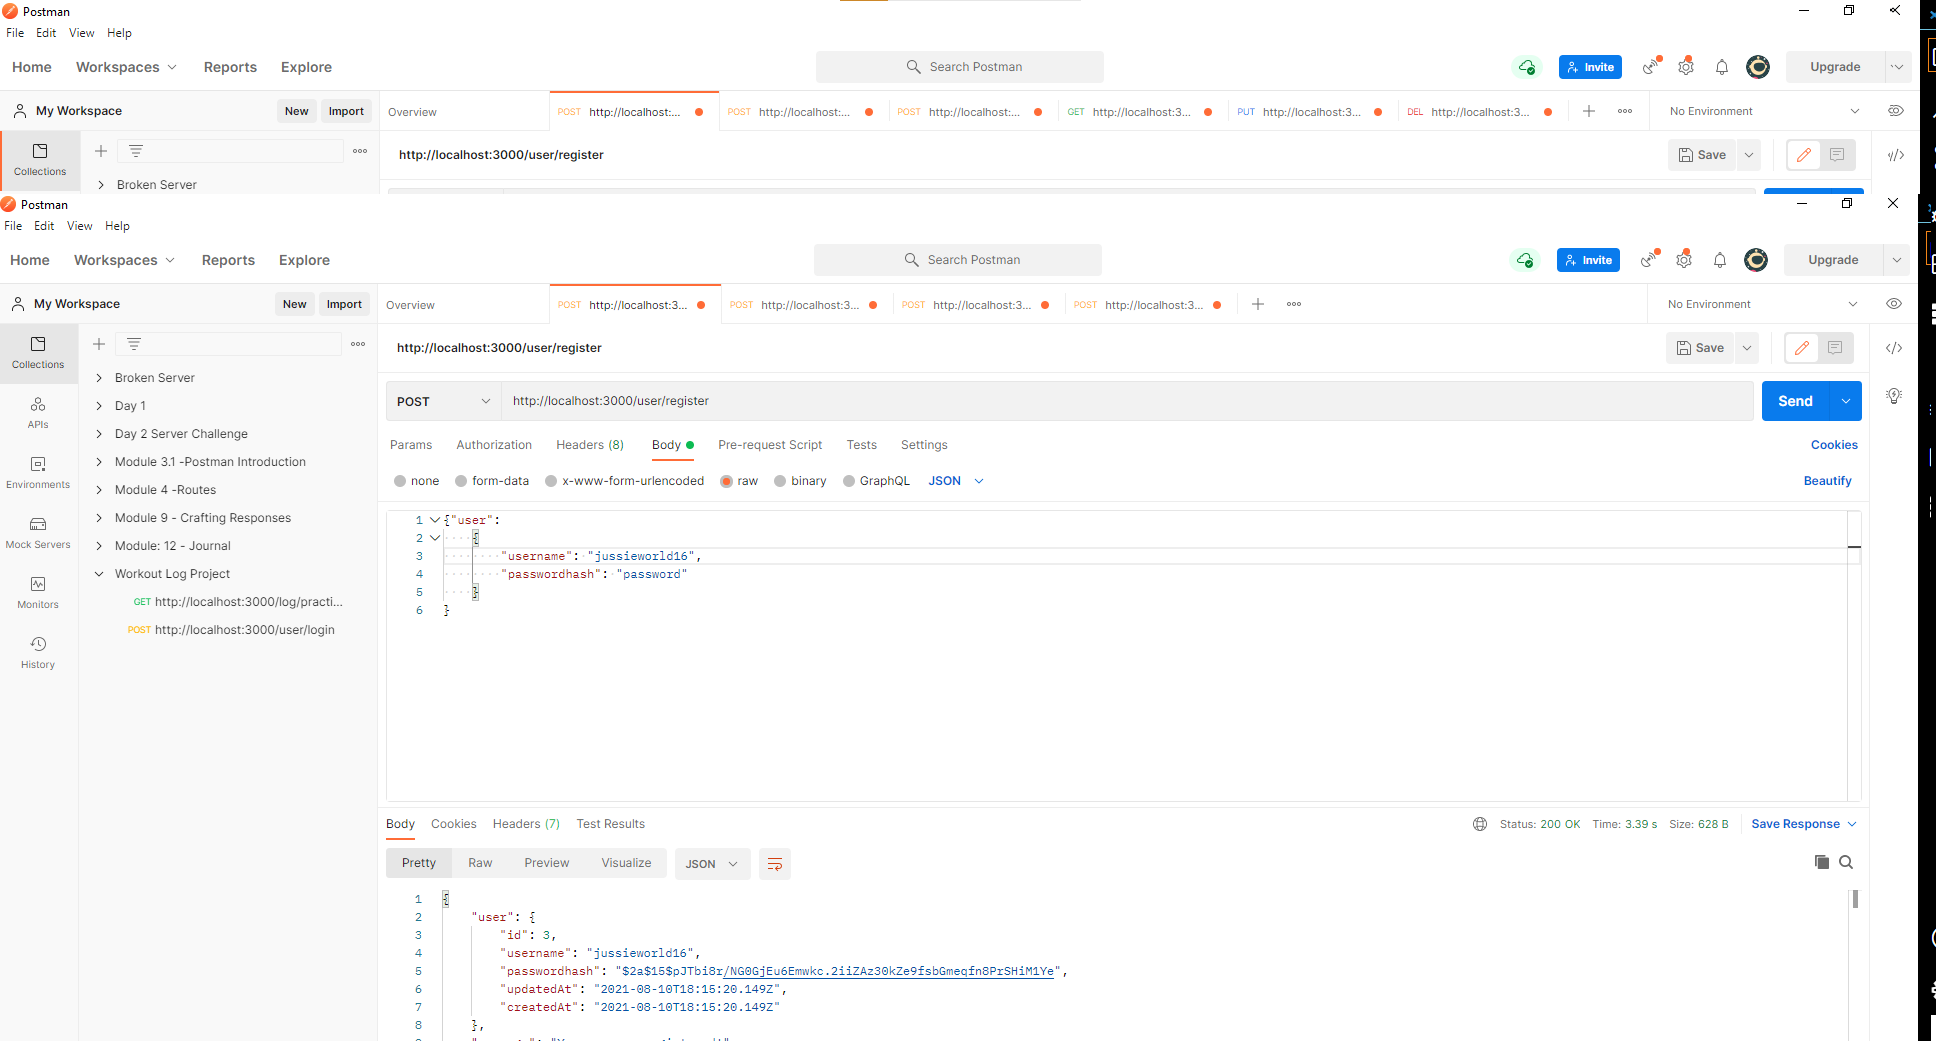 Postman
File Edit View Help
Home Workspaces Reports Explore Search Postman Invite Upgrade
My Workspace New Import Overview POST http://localhost:... POST http://localhost:... POST http://localhost:... GET http://localhost:3... PUT http://localhost:3... DEL http://localhost:3... No Environment
http://localhost:3000/user/register Save
Collections
Broken Server
Postman
File Edit View Help
Home Workspaces Reports Explore Search Postman Invite Upgrade
My Workspace New Import Overview POST http://localhost:3... POST http://localhost:3... POST http://localhost:3... POST http://localhost:3... No Environment
http://localhost:3000/user/register Save
Collections
APIs
Environments
Mock Servers
Monitors
History
Broken Server
Day 1
Day 2 Server Challenge
Module 3.1 -Postman Introduction
Module 4 -Routes
Module 9 - Crafting Responses
Module: 12 - Journal
Workout Log Project
GET http://localhost:3000/log/practi...
POST http://localhost:3000/user/login
POST http://localhost:3000/user/register Send
Params Authorization Headers (8) Body Pre-request Script Tests Settings Cookies
none form-data x-www-form-urlencoded raw binary GraphQL JSON Beautify
1 {"user":
2 {
3 "username": "jussieworld16",
4 "passwordhash": "password"
5 }
6 }
Body Cookies Headers (7) Test Results Status: 200 OK Time: 3.39 s Size: 628 B Save Response
Pretty Raw Preview Visualize JSON
1 {
2 "user": {
3 "id": 3,
4 "username": "jussieworld16",
5 "passwordhash": "$2a$15$pJTbi8r/NG0GjEu6Emwkc.2iiZAz30kZe9fsbGmeqfn8PrSHiM1Ye",
6 "updatedAt": "2021-08-10T18:15:20.149Z",
7 "createdAt": "2021-08-10T18:15:20.149Z"
8 },